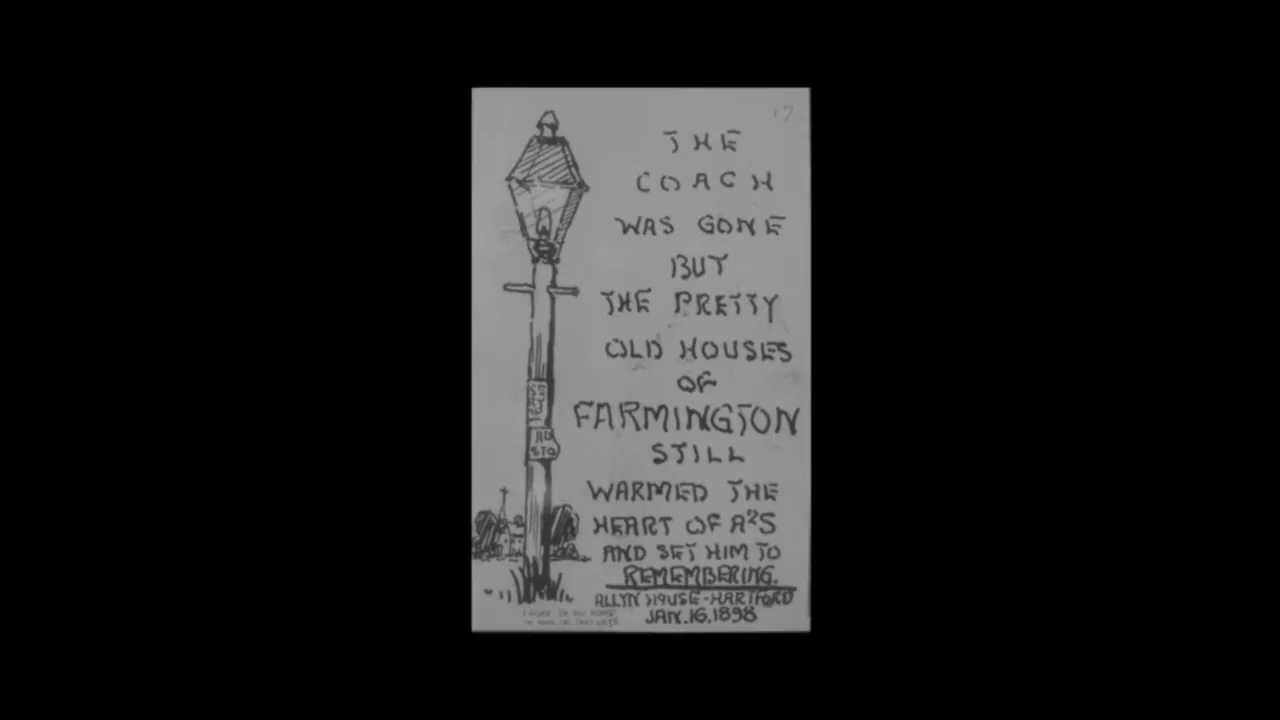 17
THE
COACH
WAS GONE
BUT
THE PRETTY
OLD HOUSES
OF
FARMINGTON
STILL
WARMED THE
HEART OF A²S
AND SET HIM TO
REMEMBERING.
ALLYN HOUSE-HARTFORD
JAN.16,1898